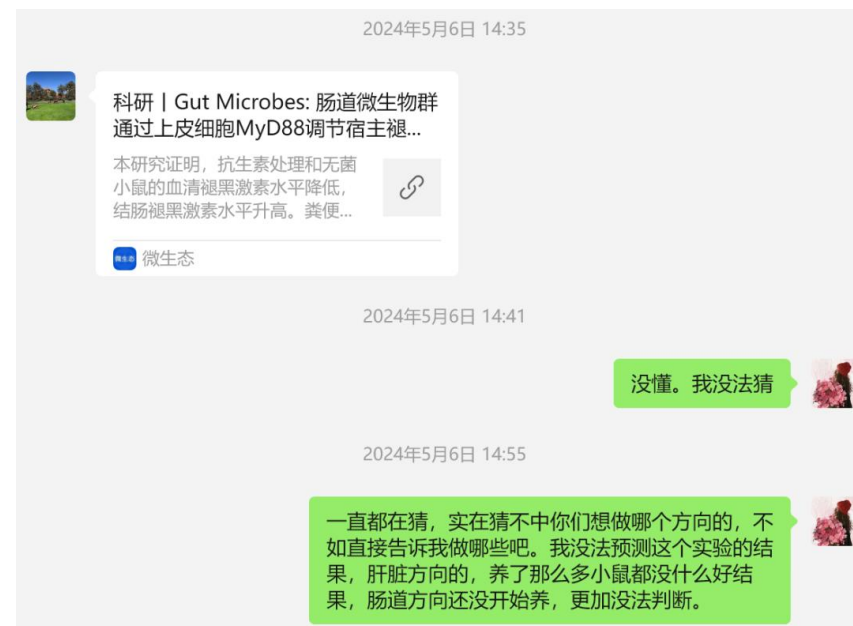 2024年5月6日 14:35
科研丨Gut Microbes: 肠道微生物群
通过上皮细胞MyD88调节宿主褪...
本研究证明，抗生素处理和无菌
小鼠的血清褪黑激素水平降低，
结肠褪黑激素水平升高。粪便...
微生态
微生态
2024年5月6日 14:41
没懂。我没法猜
2024年5月6日 14:55
一直都在猜，实在猜不中你们想做哪个方向的，不
如直接告诉我做哪些吧。我没法预测这个实验的结
果，肝脏方向的，养了那么多小鼠都没什么好结
果，肠道方向还没开始养，更加没法判断。